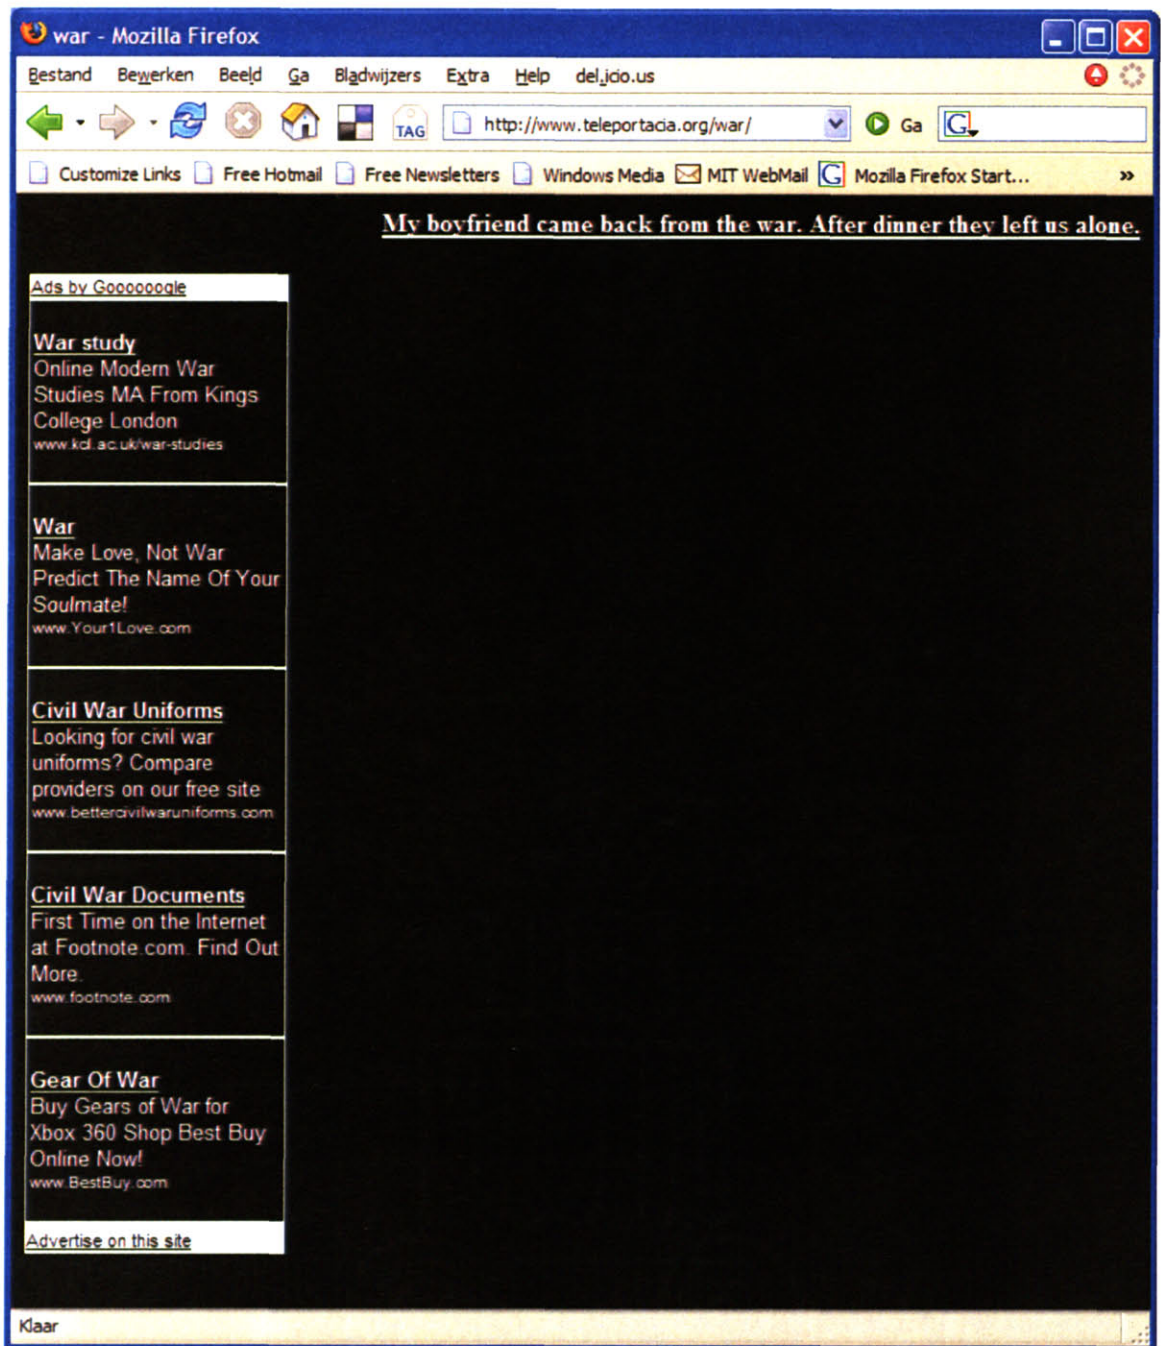 war - Mozilla Firefox
Bestand Bewerken Beeld Ga Bladwijzers Extra Help del.icio.us
TAG http://www.teleportacia.org/war/ Ga G
Customize Links Free Hotmail Free Newsletters Windows Media MIT WebMail G Mozilla Firefox Start... »
My boyfriend came back from the war. After dinner they left us alone.
Ads by Goooooogle
War study
Online Modern War
Studies MA From Kings
College London
www.kcl.ac.uk/war-studies
War
Make Love, Not War
Predict The Name Of Your
Soulmate!
www.Your1Love.com
Civil War Uniforms
Looking for civil war
uniforms? Compare
providers on our free site
www.bettercivilwaruniforms.com
Civil War Documents
First Time on the Internet
at Footnote.com. Find Out
More.
www.footnote.com
Gear Of War
Buy Gears of War for
Xbox 360 Shop Best Buy
Online Now!
www.BestBuy.com
Advertise on this site
Klaar